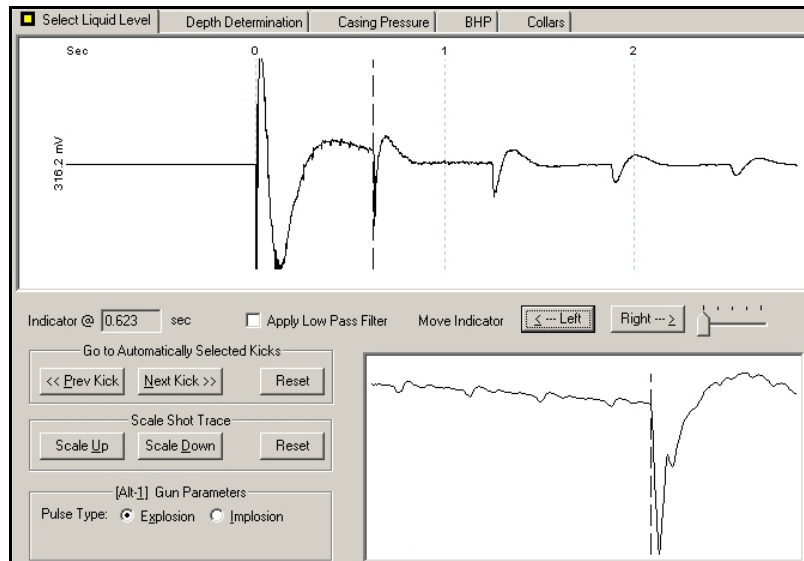 Select Liquid Level Depth Determination Casing Pressure BHP Collars
Sec 0 1 2
316.2 mV
Indicator @ 0.623 sec Apply Low Pass Filter Move Indicator < --- Left Right --- >
Go to Automatically Selected Kicks
<< Prev Kick Next Kick >> Reset
Scale Shot Trace
Scale Up Scale Down Reset
[Alt-1] Gun Parameters
Pulse Type: Explosion Implosion